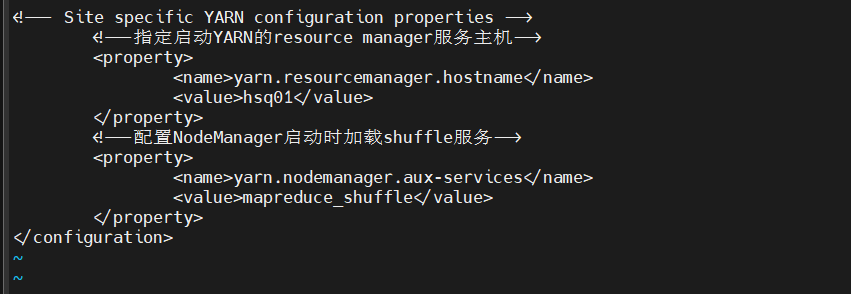 <!-- Site specific YARN configuration properties -->
<!--指定启动YARN的resource manager服务主机-->
<property>
<name>yarn.resourcemanager.hostname</name>
<value>hsq01</value>
</property>
<!--配置NodeManager启动时加载shuffle服务-->
<property>
<name>yarn.nodemanager.aux-services</name>
<value>mapreduce_shuffle</value>
</property>
</configuration>
~
~